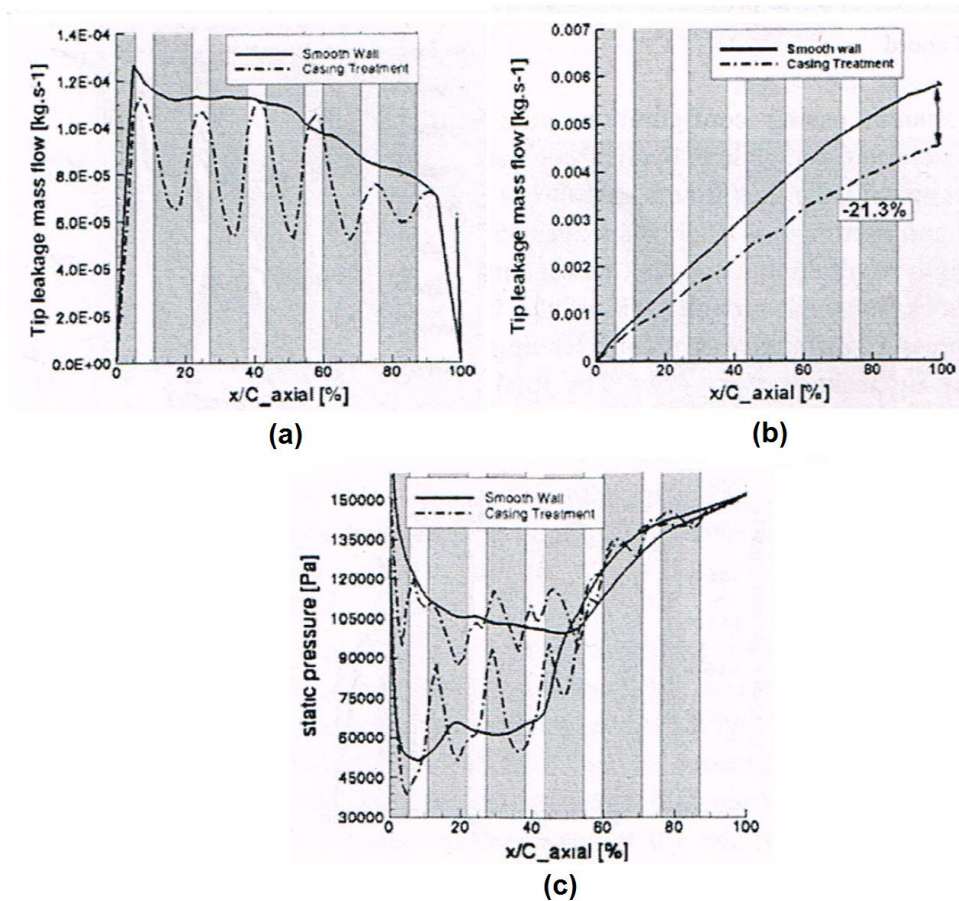 Tip leakage mass flow [kg.s-1]
1.4E-04
1.2E-04
1.0E-04
8.0E-05
6.0E-05
4.0E-05
2.0E-05
0.0E+00
Smooth Wall
Casing Treatment
0
20
40
60
80
100
x/C_axial [%]
(a)
Tip leakage mass flow [kg.s-1]
0.007
0.006
0.005
0.004
0.003
0.002
0.001
0
Smooth wall
Casing Treatment
-21.3%
0
20
40
60
80
100
x/C_axial [%]
(b)
static pressure [Pa]
150000
135000
120000
105000
90000
75000
60000
45000
30000
Smooth Wall
Casing Treatment
0
20
40
60
80
100
x/C_axial [%]
(c)